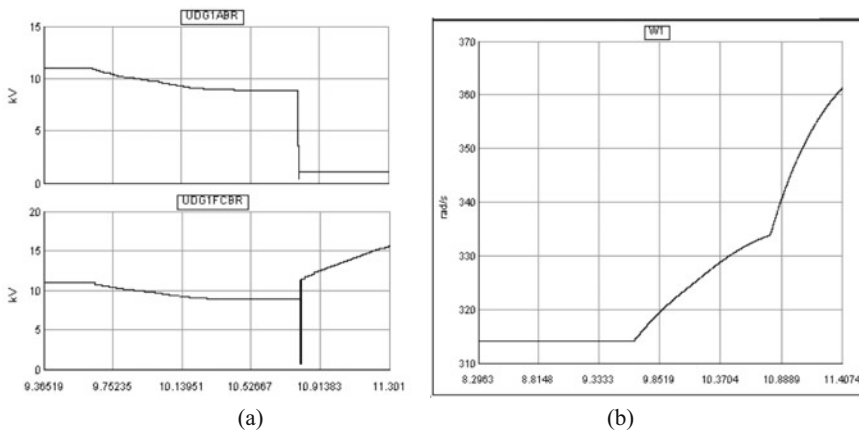 UDG1ABR
15
10
5
0
kV
UDG1FCBR
20
15
10
5
0
kV
9.36519 9.75235 10.13951 10.52667 10.91383 11.301
(a)
W1
370
360
350
340
330
320
310
rad/s
8.2963 8.8148 9.3333 9.8519 10.3704 10.8889 11.4074
(b)